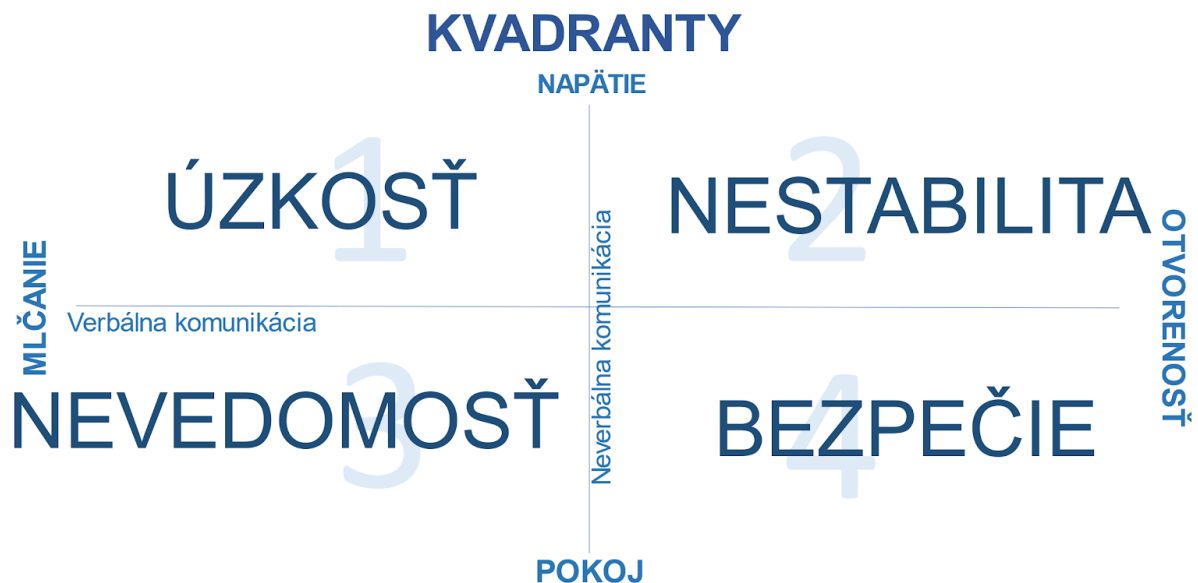 KVADRANTY
NAPÄTIE
1
ÚZKOSŤ
2
NESTABILITA
MLČANIE
Verbálna komunikácia
Neverbálna komunikácia
OTVORENOSŤ
3
NEVEDOMOSŤ
4
BEZPEČIE
POKOJ